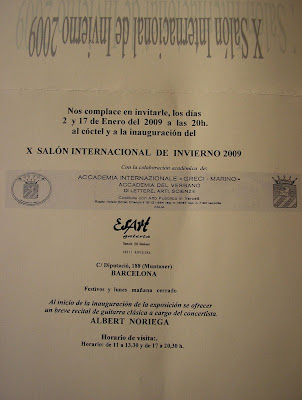 X Salón Internacional de Invierno 2009
Nos complace en invitarle, los días
2 y 17 de Enero del 2009 a las 20h.
al cóctel y a la inauguración del
X SALÓN INTERNACIONAL DE INVIERNO 2009
Con la colaboración académica de:
ACCADEMIA INTERNAZIONALE «GRECI - MARINO»
ACCADEMIA DEL VERBANO
DI LETTERE, ARTI, SCIENZE
EsArt
galería
C/ Diputació, 188 (Muntaner)
BARCELONA
Festivos y lunes mañana cerrado
Al inicio de la inauguración de la exposición se ofrecer
un breve recital de guitarra clásica a cargo del concertista.
ALBERT NORIEGA
Horario de visita:.
Horario: de 11 a 13.30 y de 17 a 20,30 h.